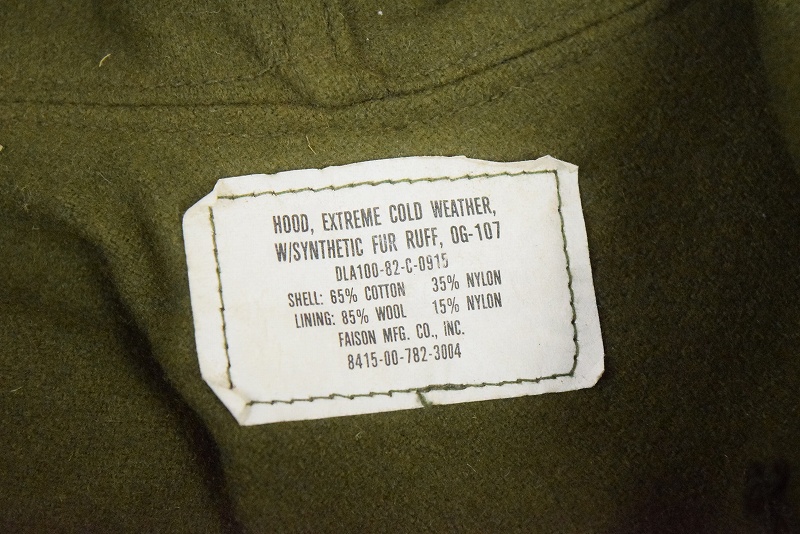 HOOD, EXTREME COLD WEATHER,
W/SYNTHETIC FUR RUFF, OG-107
DLA100-82-C-0915
SHELL: 65% COTTON 35% NYLON
LINING: 85% WOOL 15% NYLON
FAISON MFG. CO., INC.
8415-00-782-3004